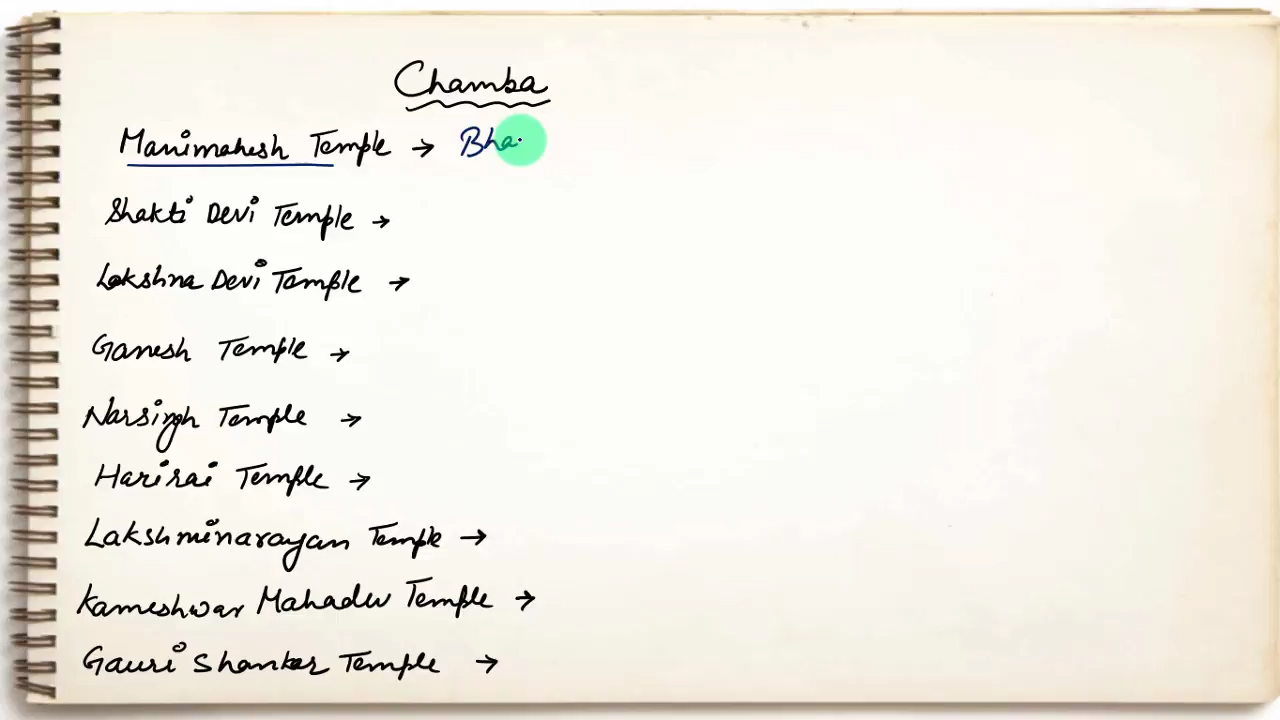 Chamba
Manimahesh Temple → Bha
Shakti Devi Temple →
Lakshna Devi Temple →
Ganesh Temple →
Narsingh Temple →
Harirai Temple →
Lakshminarayan Temple →
Kameshwar Mahadev Temple →
Gauri Shankar Temple →